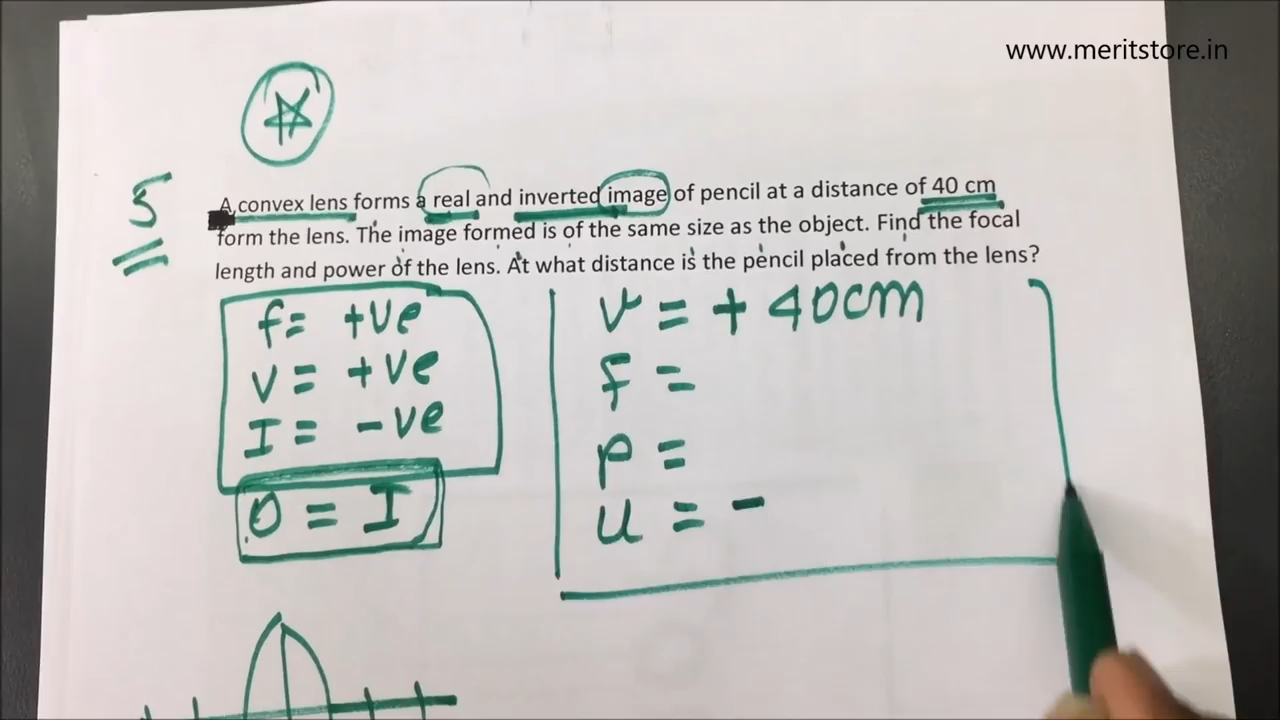 www.meritstore.in
5
A convex lens forms a real and inverted image of pencil at a distance of 40 cm
form the lens. The image formed is of the same size as the object. Find the focal
length and power of the lens. At what distance is the pencil placed from the lens?
f = +ve
v = +ve
I = -ve
O = I
v = + 40cm
f =
p =
u = -